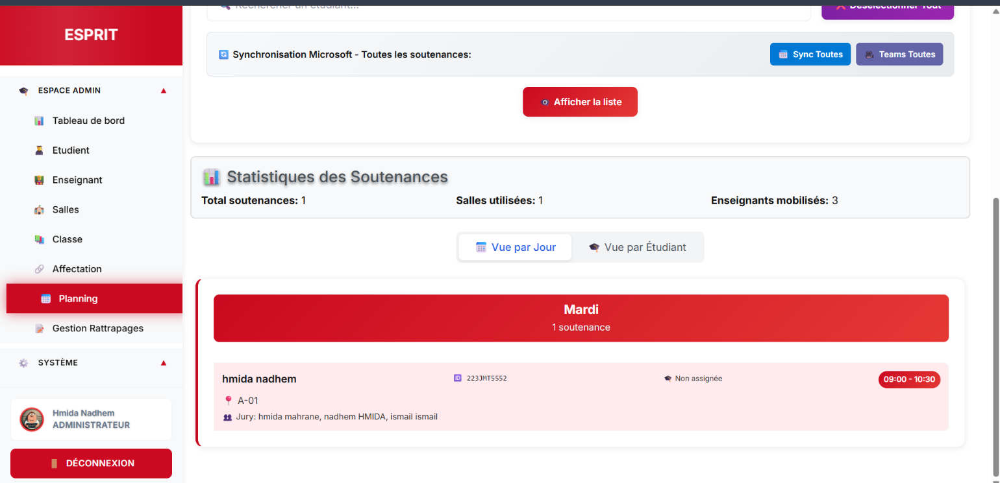 ESPRIT
ESPACE ADMIN
Tableau de bord
Etudient
Enseignant
Salles
Classe
Affectation
Planning
Gestion Rattrapages
SYSTÈME
Hmida Nadhem
ADMINISTRATEUR
DÉCONNEXION
Rechercher un étudiant...
Désélectionner Tout
Synchronisation Microsoft - Toutes les soutenances:
Sync Toutes
Teams Toutes
Afficher la liste
Statistiques des Soutenances
Total soutenances: 1
Salles utilisées: 1
Enseignants mobilisés: 3
Vue par Jour
Vue par Étudiant
Mardi
1 soutenance
hmida nadhem
ID 223JMT5552
Non assignée
09:00 - 10:30
A-01
Jury: hmida mahrane, nadhem HMIDA, ismail ismail